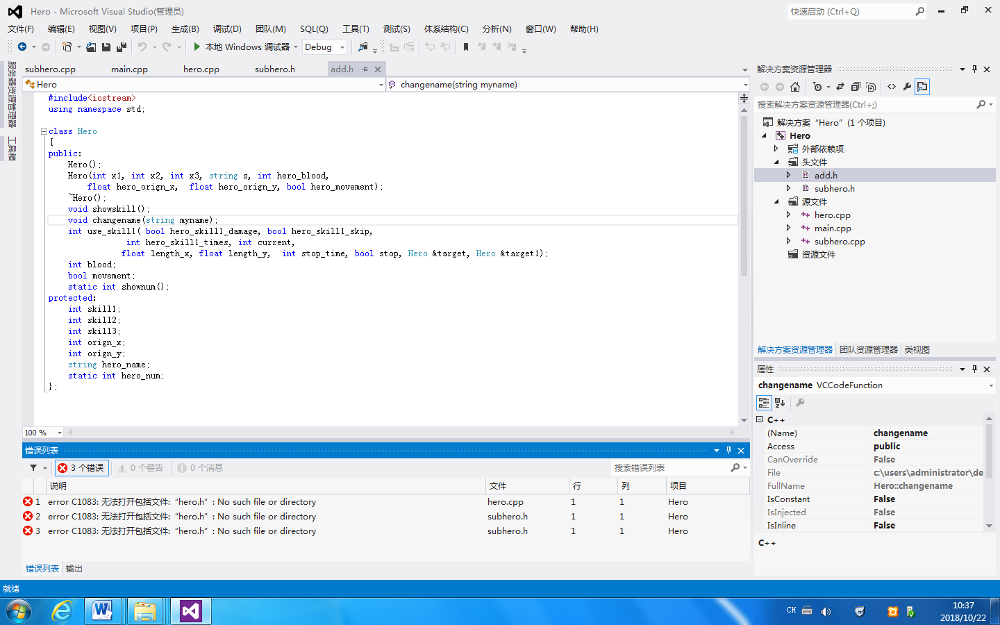 Hero - Microsoft Visual Studio(管理员)
快速启动 (Ctrl+Q)
文件(F) 编辑(E) 视图(V) 项目(P) 生成(B) 调试(D) 团队(M) SQL(Q) 工具(T) 测试(S) 体系结构(C) 分析(N) 窗口(W) 帮助(H)
本地 Windows 调试器 Debug
服务器资源管理器
工具箱
subhero.cpp main.cpp hero.cpp subhero.h add.h
Hero changename(string myname)
#include<iostream>
using namespace std;
class Hero
{
public:
Hero();
Hero(int x1, int x2, int x3, string s, int hero_blood,
float hero_orign_x,  float hero_orign_y, bool hero_movement);
~Hero();
void showskill();
void changename(string myname);
int use_skill1( bool hero_skill1_damage, bool hero_skill1_skip,
int hero_skill1_times, int current,
float length_x, float length_y,  int stop_time, bool stop, Hero &target, Hero &target1);
int blood;
bool movement;
static int shownum();
protected:
int skill1;
int skill2;
int skill3;
int orign_x;
int orign_y;
string hero_name;
static int hero_num;
};
100 %
错误列表
3 个错误 0 个警告 0 个消息
搜索错误列表
说明 文件 行 列 项目
1 error C1083: 无法打开包括文件:“hero.h”: No such file or directory hero.cpp 1 1 Hero
2 error C1083: 无法打开包括文件:“hero.h”: No such file or directory subhero.h 1 1 Hero
3 error C1083: 无法打开包括文件:“hero.h”: No such file or directory subhero.h 1 1 Hero
错误列表 输出
解决方案资源管理器
搜索解决方案资源管理器(Ctrl+;)
解决方案“Hero”(1 个项目)
Hero
外部依赖项
头文件
add.h
subhero.h
源文件
hero.cpp
main.cpp
subhero.cpp
资源文件
解决方案资源管理器 团队资源管理器 类视图
属性
changename VCCodeFunction
C++
(Name) changename
Access public
CanOverride False
File c:\users\administrator\de
FullName Hero::changename
IsConstant False
IsInjected False
IsInline False
C++
就绪
CH
10:37
2018/10/22